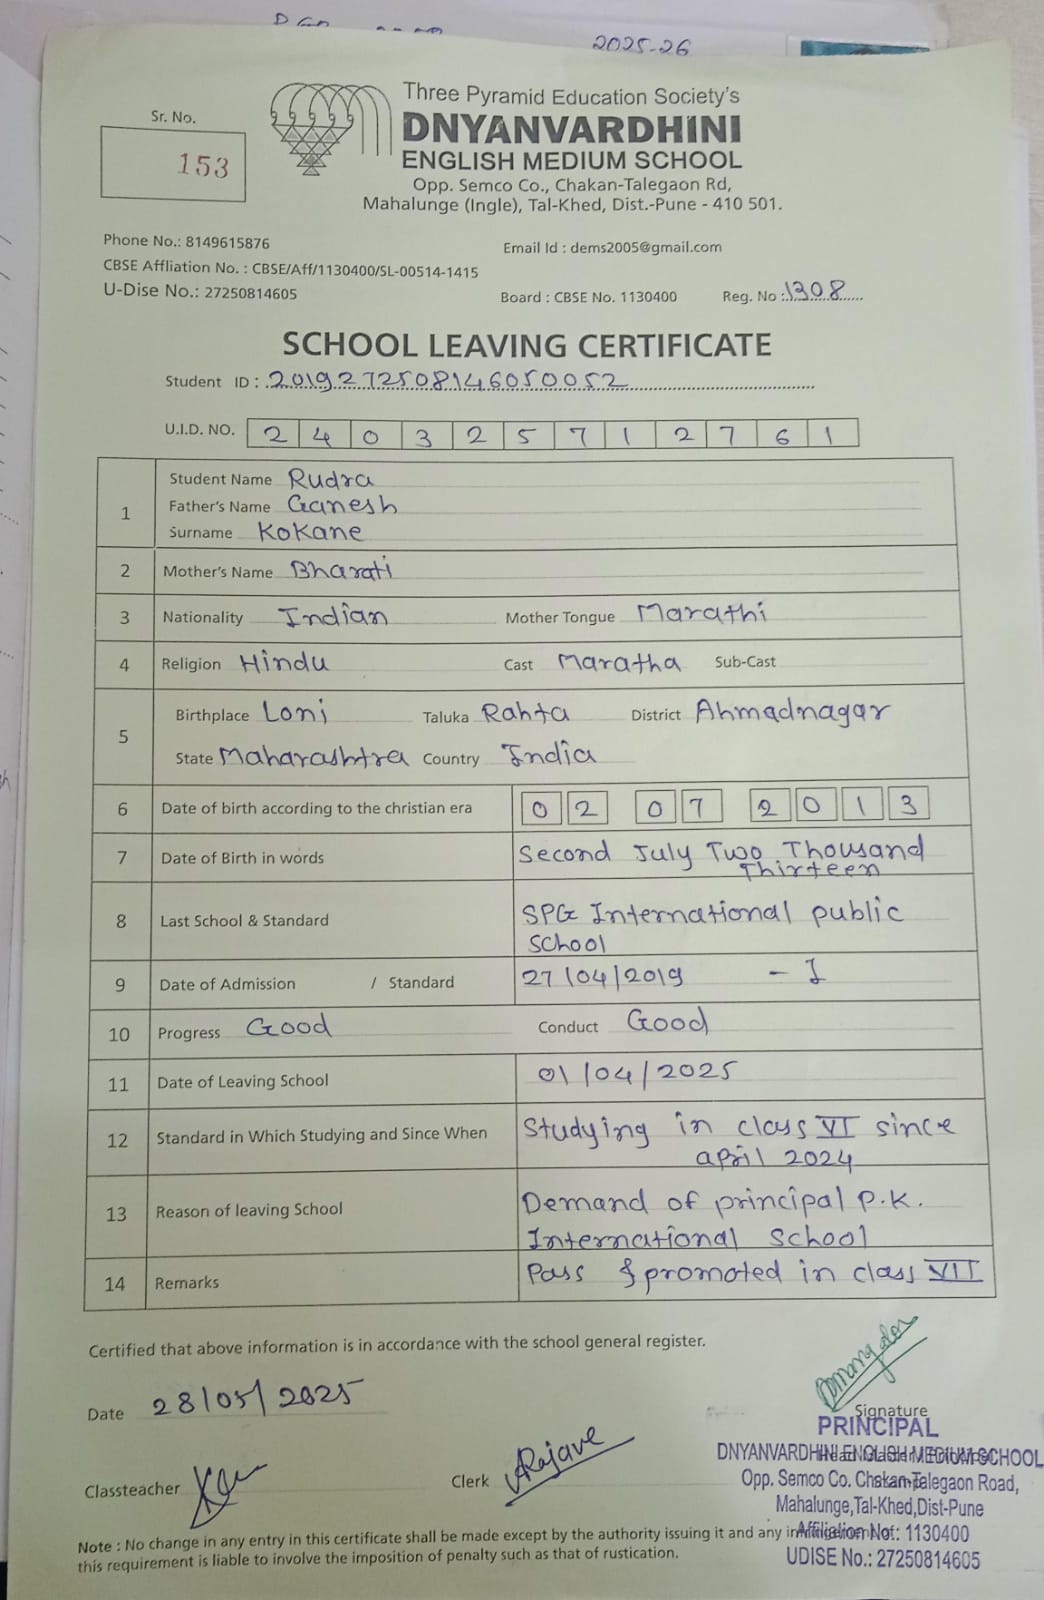 2025-26
Sr. No.
153
Three Pyramid Education Society's
DNYANVARDHINI
ENGLISH MEDIUM SCHOOL
Opp. Semco Co., Chakan-Talegaon Rd,
Mahalunge (Ingle), Tal-Khed, Dist.-Pune - 410 501.
Phone No.: 8149615876 Email Id : dems2005@gmail.com
CBSE Affliation No. : CBSE/Aff/1130400/SL-00514-1415
U-Dise No.: 27250814605 Board : CBSE No. 1130400 Reg. No : 1308
SCHOOL LEAVING CERTIFICATE
Student ID : 2019272508146050052
U.I.D. NO. 2 4 0 3 2 5 7 1 2 7 6 1
1 Student Name Rudra
Father's Name Ganesh
Surname Kokane
2 Mother's Name Bharati
3 Nationality Indian Mother Tongue Marathi
4 Religion Hindu Cast Maratha Sub-Cast
5 Birthplace Loni Taluka Rahta District Ahmadnagar
State Maharashtra Country India
6 Date of birth according to the christian era 02 07 2013
7 Date of Birth in words Second July Two Thousand
Thirteen
8 Last School & Standard SPG International public
School
9 Date of Admission / Standard 27/04/2019 - I
10 Progress Good Conduct Good
11 Date of Leaving School 01/04/2025
12 Standard in Which Studying and Since When Studying in class VI since
april 2024
13 Reason of leaving School Demand of principal P.K.
International School
14 Remarks Pass & promoted in class VII
Certified that above information is in accordance with the school general register.
Date 28/05/2025
Signature
PRINCIPAL
DNYANVARDHINI ENGLISH MEDIUM SCHOOL
Opp. Semco Co. Chakan-Talegaon Road,
Mahalunge,Tal-Khed,Dist-Pune
Affiliation No.: 1130400
UDISE No.: 27250814605
Classteacher Clerk Rajave
Note : No change in any entry in this certificate shall be made except by the authority issuing it and any
this requirement is liable to involve the imposition of penalty such as that of rustication.